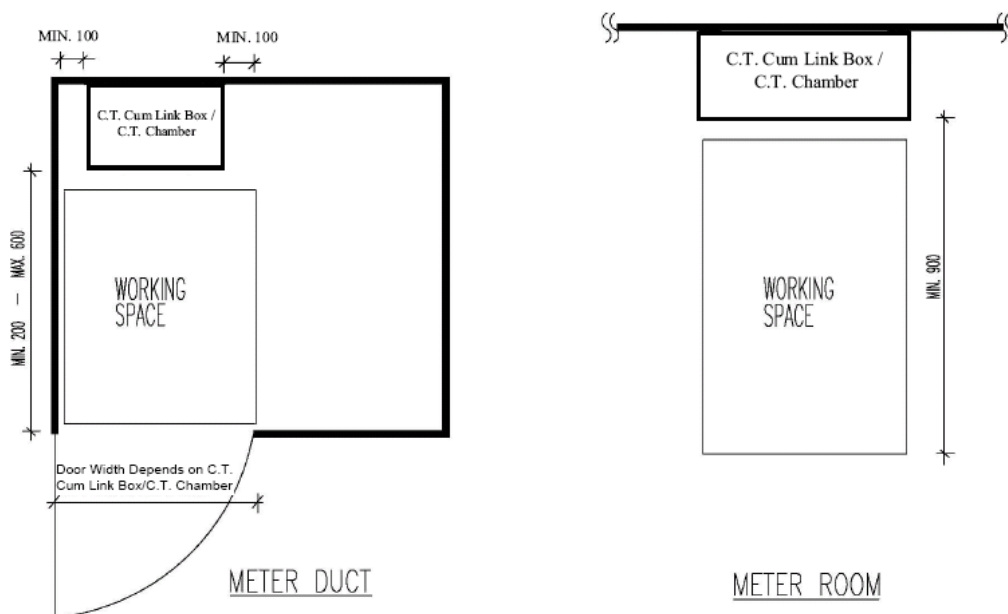 MIN. 100
MIN. 100
C.T. Cum Link Box /
C.T. Chamber
MIN. 200 — MAX. 600
WORKING
SPACE
Door Width Depends on C.T.
Cum Link Box/C.T. Chamber
METER DUCT
C.T. Cum Link Box /
C.T. Chamber
WORKING
SPACE
MIN. 900
METER ROOM